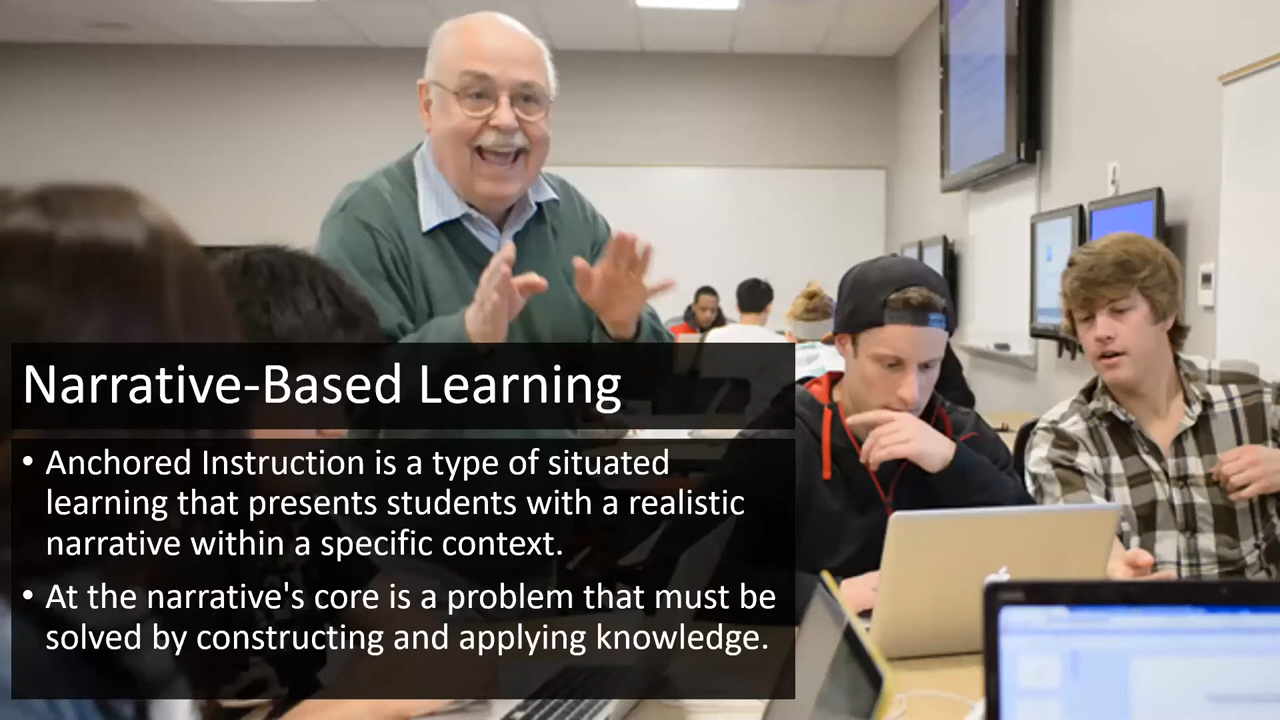 Narrative-Based Learning
• Anchored Instruction is a type of situated
learning that presents students with a realistic
narrative within a specific context.
• At the narrative's core is a problem that must be
solved by constructing and applying knowledge.